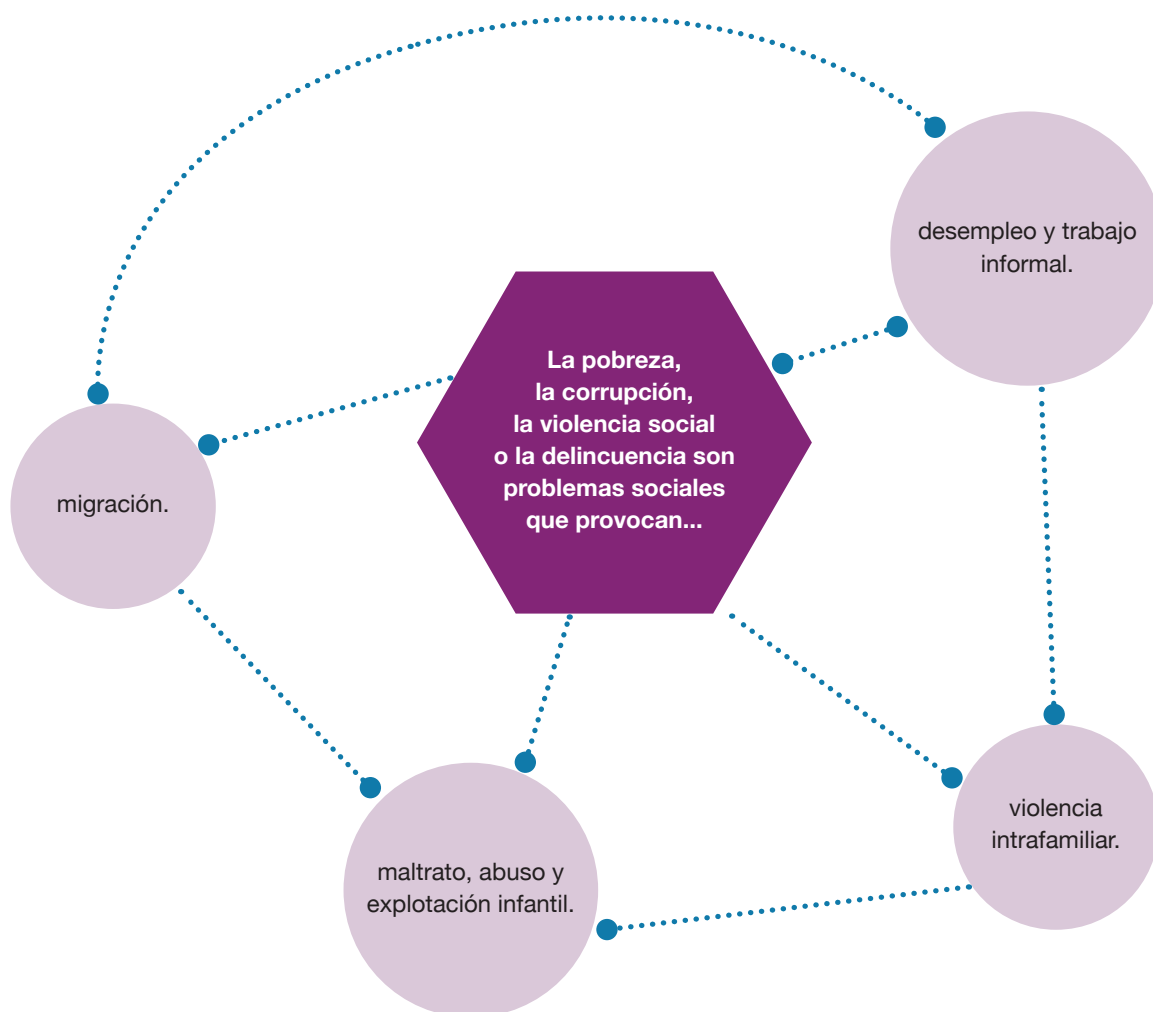 desempleo y trabajo
informal.
La pobreza,
la corrupción,
la violencia social
o la delincuencia son
problemas sociales
que provocan...
migración.
violencia
intrafamiliar.
maltrato, abuso y
explotación infantil.